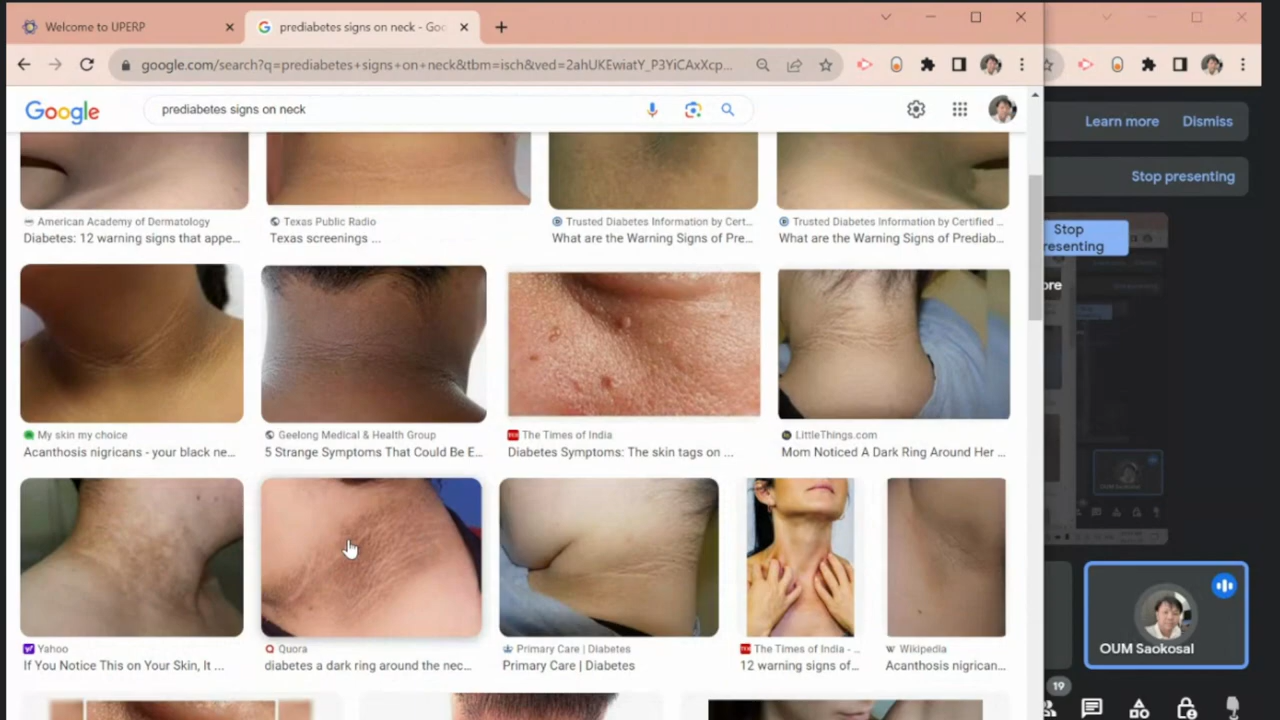 Welcome to UPERP
prediabetes signs on neck - Goo
google.com/search?q=prediabetes+signs+on+neck&tbm=isch&ved=2ahUKEwiatY_P3YiCAxXcp...
Google
prediabetes signs on neck
Learn more
Dismiss
Stop presenting
Stop
resenting
ore
American Academy of Dermatology
Diabetes: 12 warning signs that appe...
Texas Public Radio
Texas screenings ...
Trusted Diabetes Information by Cert...
What are the Warning Signs of Pre...
Trusted Diabetes Information by Certified ...
What are the Warning Signs of Prediab...
My skin my choice
Acanthosis nigricans - your black ne...
Geelong Medical & Health Group
5 Strange Symptoms That Could Be E...
The Times of India
Diabetes Symptoms: The skin tags on ...
LittleThings.com
Mom Noticed A Dark Ring Around Her ...
Yahoo
If You Notice This on Your Skin, It ...
Quora
diabetes a dark ring around the nec...
Primary Care | Diabetes
Primary Care | Diabetes
The Times of India - ...
12 warning signs of...
Wikipedia
Acanthosis nigrican...
OUM Saokosal
19